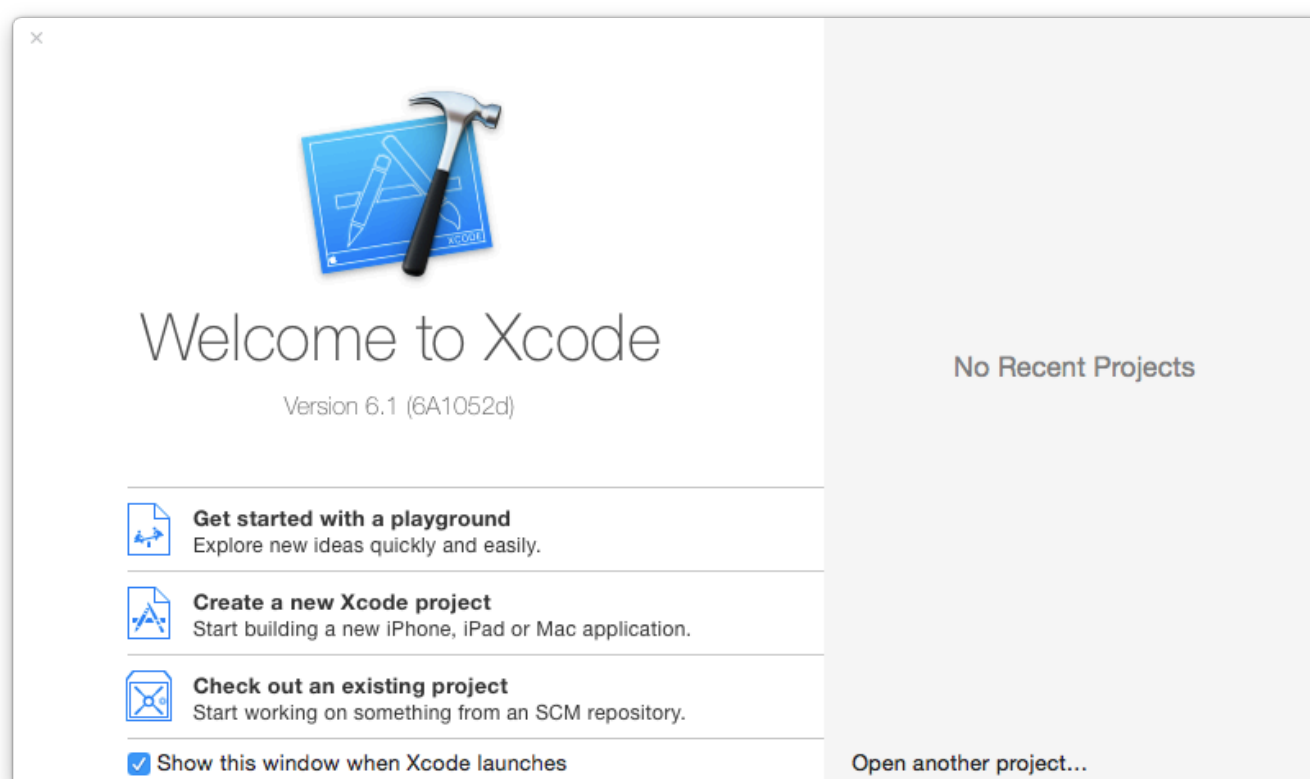 XCODE
Welcome to Xcode
Version 6.1 (6A1052d)
Get started with a playground
Explore new ideas quickly and easily.
Create a new Xcode project
Start building a new iPhone, iPad or Mac application.
Check out an existing project
Start working on something from an SCM repository.
Show this window when Xcode launches
No Recent Projects
Open another project...